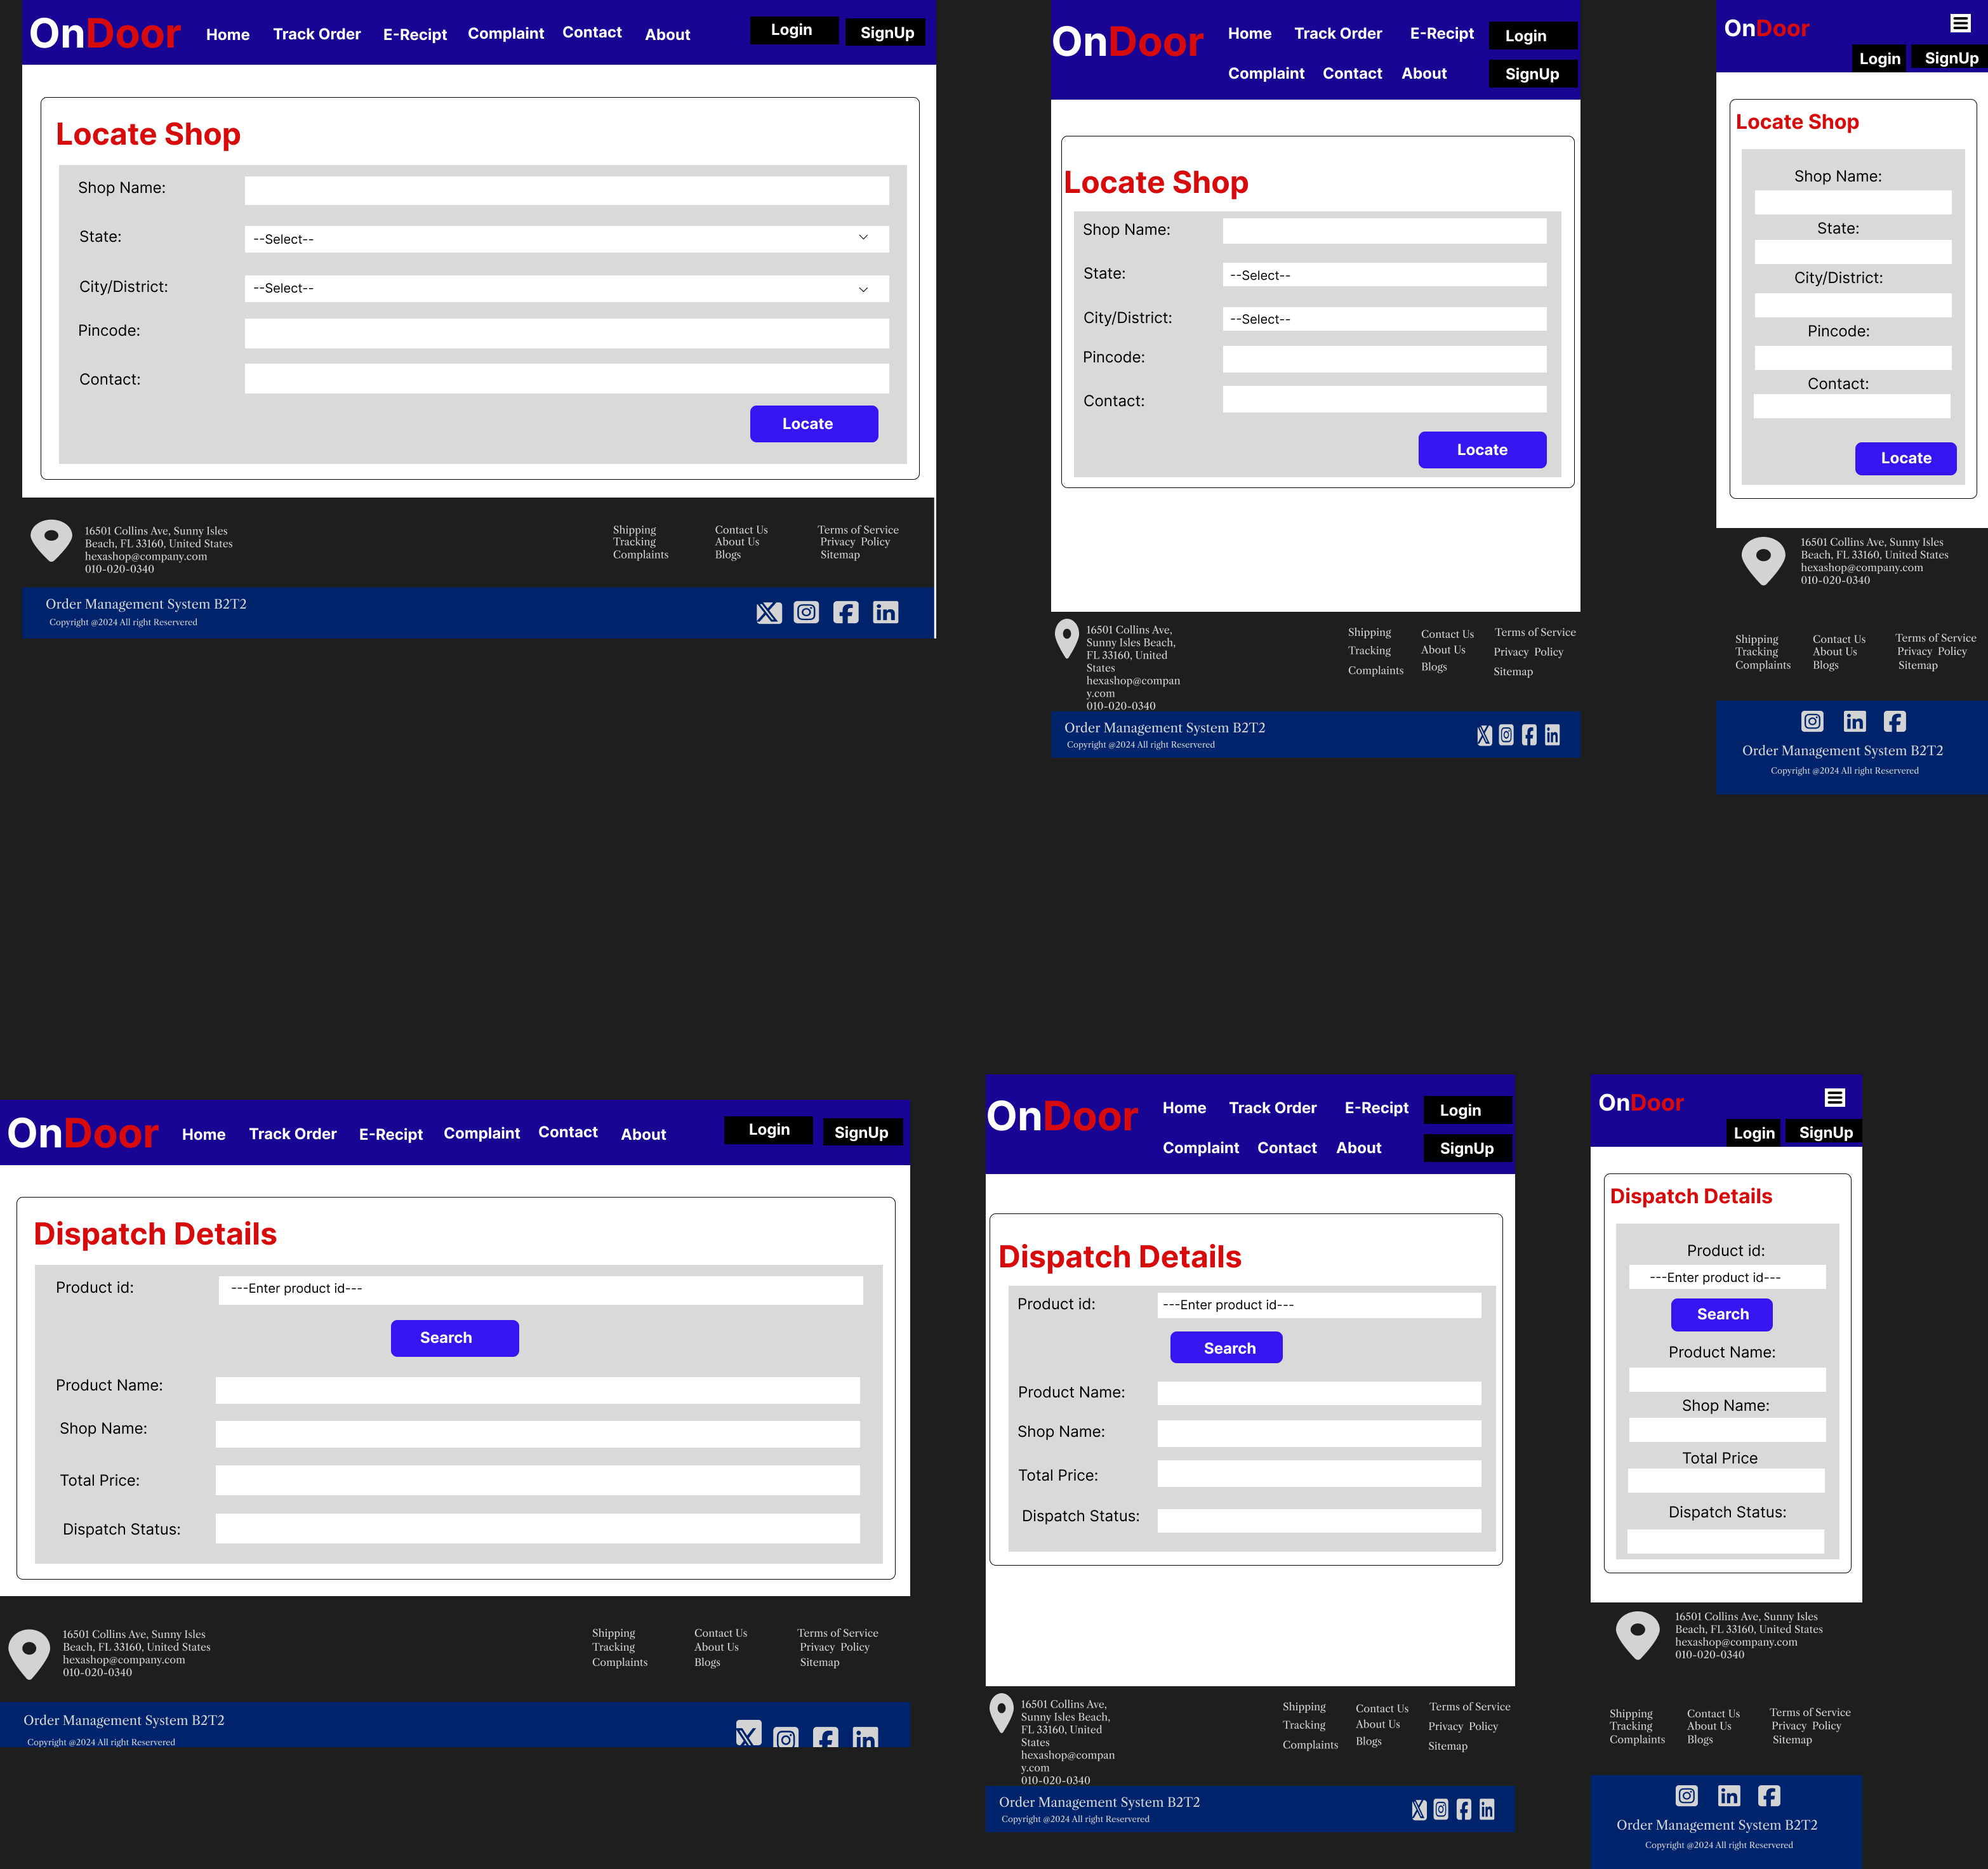 OnDoor
Home Track Order E-Recipt Complaint Contact About Login SignUp
Locate Shop
Shop Name:
State: --Select--
City/District: --Select--
Pincode:
Contact:
Locate
16501 Collins Ave, Sunny Isles
Beach, FL 33160, United States
hexashop@company.com
010-020-0340
Shipping Contact Us Terms of Service
Tracking About Us Privacy Policy
Complaints Blogs Sitemap
Order Management System B2T2
Copyright @2024 All right Reservered
OnDoor
Home Track Order E-Recipt Login
Complaint Contact About SignUp
Locate Shop
Shop Name:
State: --Select--
City/District: --Select--
Pincode:
Contact:
Locate
16501 Collins Ave,
Sunny Isles Beach,
FL 33160, United
States
hexashop@compan
y.com
010-020-0340
Shipping Contact Us Terms of Service
Tracking About Us Privacy Policy
Complaints Blogs Sitemap
Order Management System B2T2
Copyright @2024 All right Reservered
OnDoor
Login SignUp
Locate Shop
Shop Name:
State:
City/District:
Pincode:
Contact:
Locate
16501 Collins Ave, Sunny Isles
Beach, FL 33160, United States
hexashop@company.com
010-020-0340
Shipping Contact Us Terms of Service
Tracking About Us Privacy Policy
Complaints Blogs Sitemap
Order Management System B2T2
Copyright @2024 All right Reservered
OnDoor
Home Track Order E-Recipt Complaint Contact About Login SignUp
Dispatch Details
Product id: ---Enter product id---
Search
Product Name:
Shop Name:
Total Price:
Dispatch Status:
16501 Collins Ave, Sunny Isles
Beach, FL 33160, United States
hexashop@company.com
010-020-0340
Shipping Contact Us Terms of Service
Tracking About Us Privacy Policy
Complaints Blogs Sitemap
Order Management System B2T2
Copyright @2024 All right Reservered
OnDoor
Home Track Order E-Recipt Login
Complaint Contact About SignUp
Dispatch Details
Product id: ---Enter product id---
Search
Product Name:
Shop Name:
Total Price:
Dispatch Status:
16501 Collins Ave,
Sunny Isles Beach,
FL 33160, United
States
hexashop@compan
y.com
010-020-0340
Shipping Contact Us Terms of Service
Tracking About Us Privacy Policy
Complaints Blogs Sitemap
Order Management System B2T2
Copyright @2024 All right Reservered
OnDoor
Login SignUp
Dispatch Details
Product id:
---Enter product id---
Search
Product Name:
Shop Name:
Total Price
Dispatch Status:
16501 Collins Ave, Sunny Isles
Beach, FL 33160, United States
hexashop@company.com
010-020-0340
Shipping Contact Us Terms of Service
Tracking About Us Privacy Policy
Complaints Blogs Sitemap
Order Management System B2T2
Copyright @2024 All right Reservered